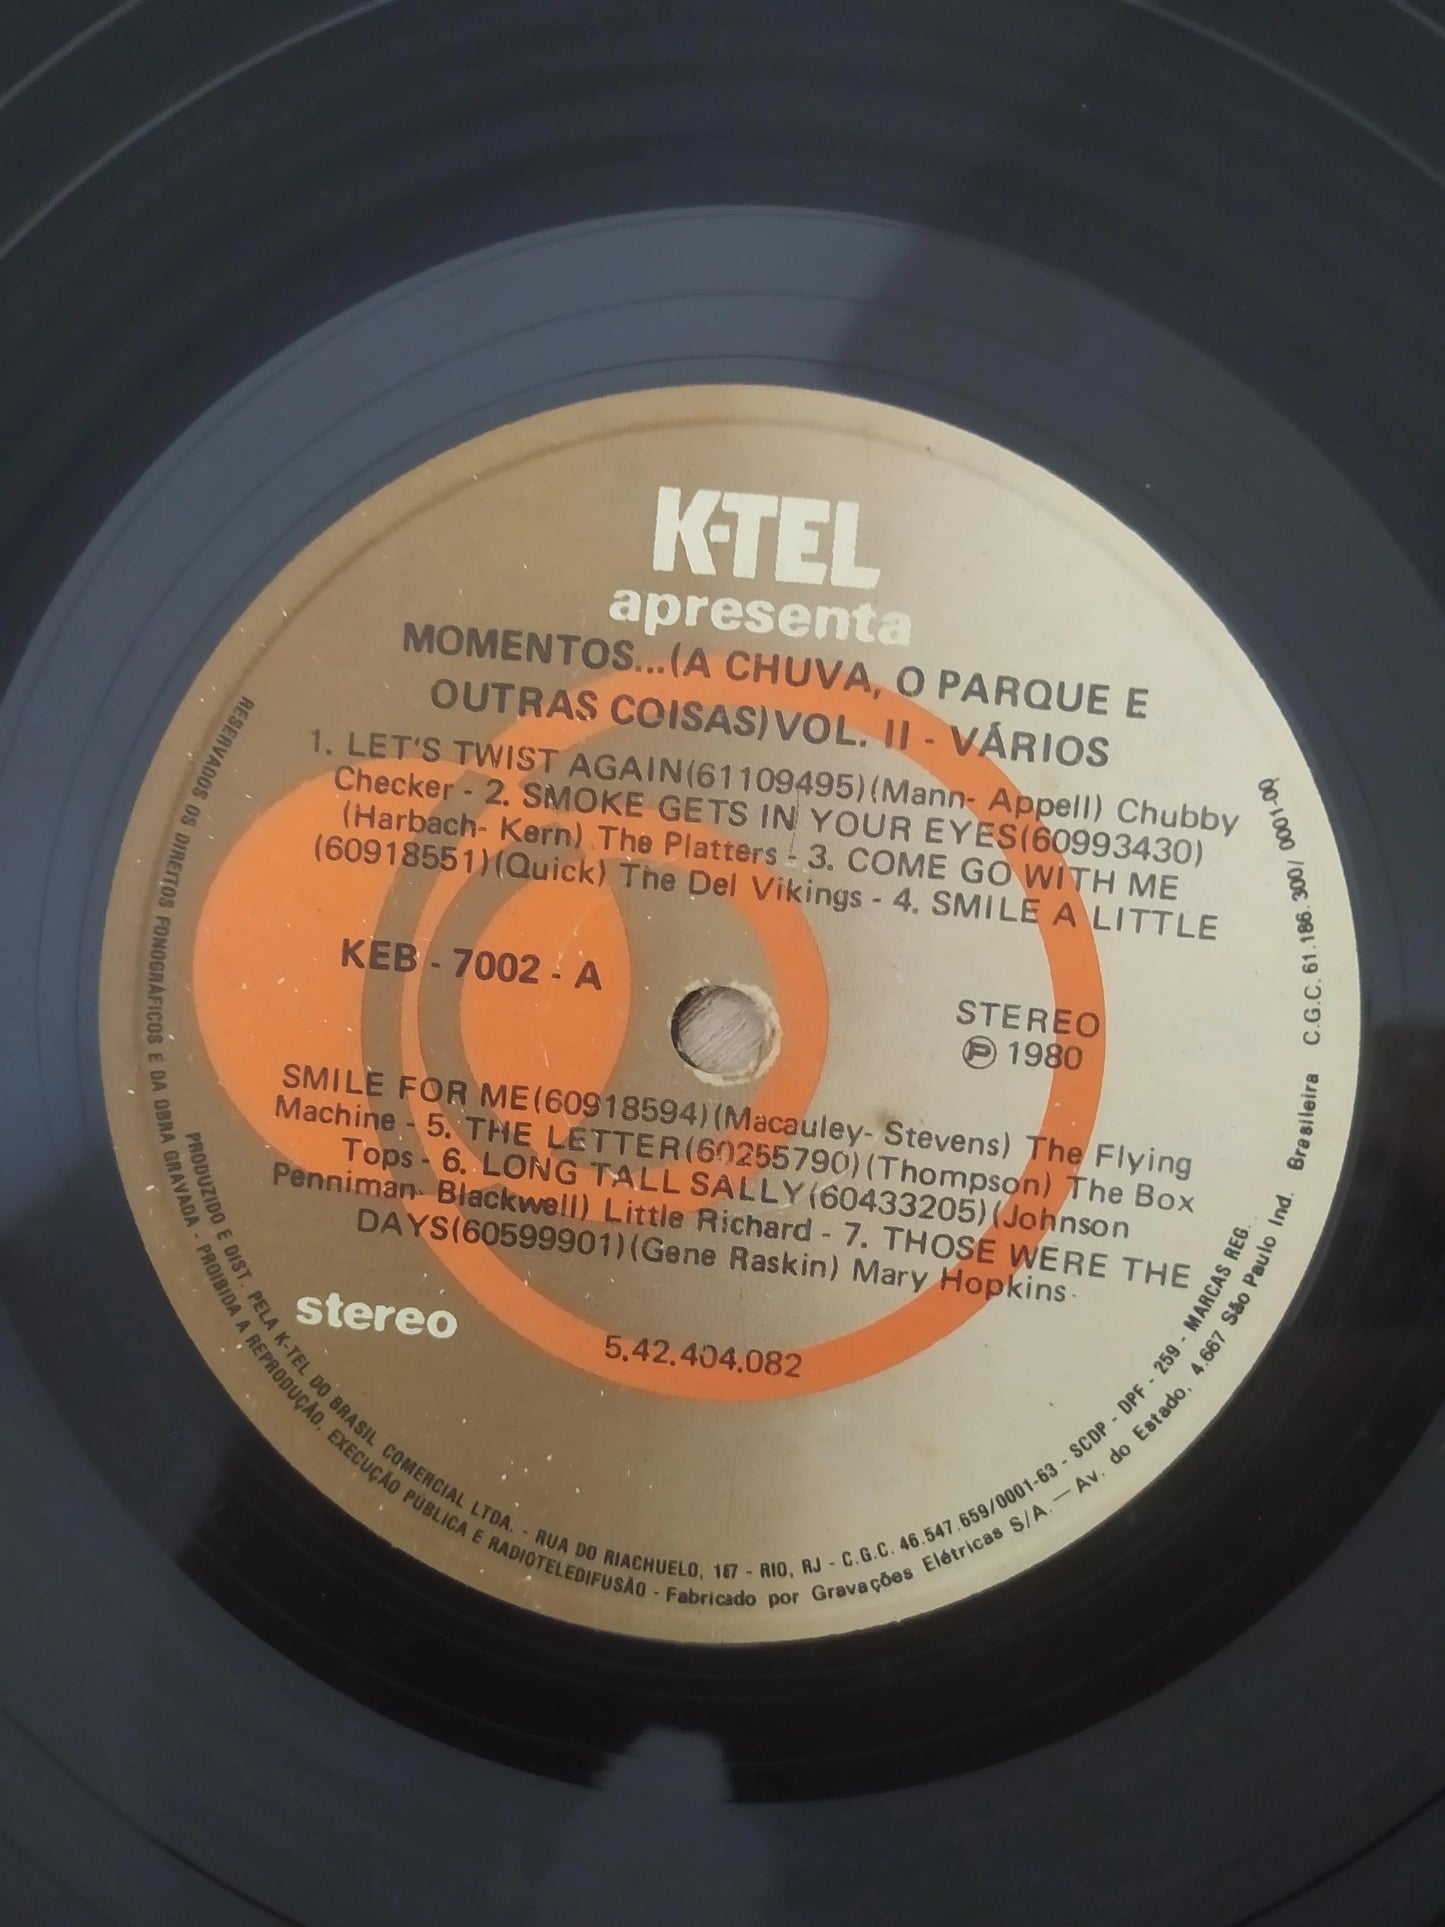 K-TEL
apresenta
MOMENTOS...(A CHUVA, O PARQUE E
OUTRAS COISAS)VOL. II - VÁRIOS
1. LET'S TWIST AGAIN(61109495)(Mann- Appell) Chubby
Checker - 2. SMOKE GETS IN YOUR EYES(60993430)
(Harbach- Kern) The Platters - 3. COME GO WITH ME
(60918551)(Quick) The Del Vikings - 4. SMILE A LITTLE
KEB - 7002 - A
STEREO
Ⓟ 1980
SMILE FOR ME(60918594)(Macauley- Stevens) The Flying
Machine - 5. THE LETTER(60255790)(Thompson) The Box
Tops - 6. LONG TALL SALLY(60433205)(Johnson
Penniman- Blackwell) Little Richard - 7. THOSE WERE THE
DAYS(60599901)(Gene Raskin) Mary Hopkins
stereo
5.42.404.082
PRODUZIDO E DIST. PELA K-TEL DO BRASIL COMERCIAL LTDA. - RUA DO RIACHUELO, 187 - RIO, RJ - C.G.C. 46.547.659/0001-63 - SCDP - DPF - 259 - MARCAS REG.
RESERVADOS OS DIREITOS FONOGRÁFICOS E DA OBRA GRAVADA - PROIBIDA A REPRODUÇÃO, EXECUÇÃO PÚBLICA E RADIOTELEDIFUSÃO - Fabricado por Gravações Elétricas S/A. — Av. do Estado, 4.667 São Paulo Ind. Brasileira C.G.C. 61.186.300/0001-00